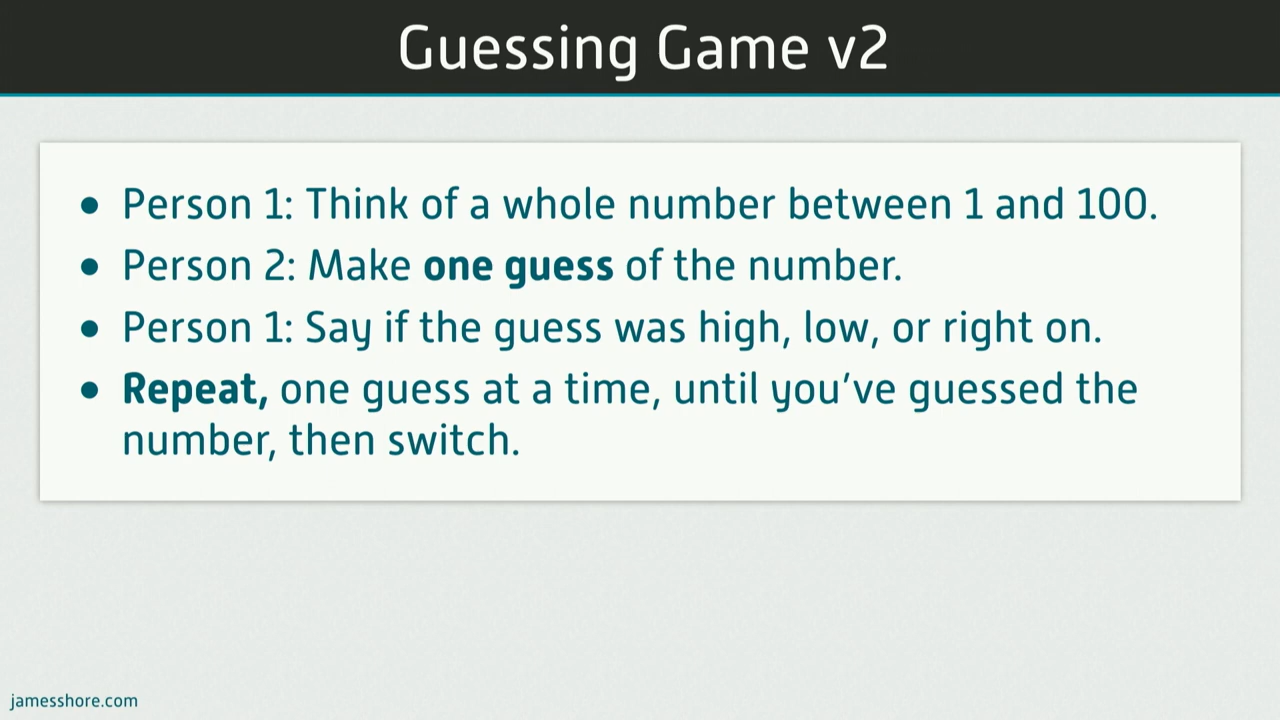 Guessing Game v2
• Person 1: Think of a whole number between 1 and 100.
• Person 2: Make one guess of the number.
• Person 1: Say if the guess was high, low, or right on.
• Repeat, one guess at a time, until you’ve guessed the
number, then switch.
jamesshore.com